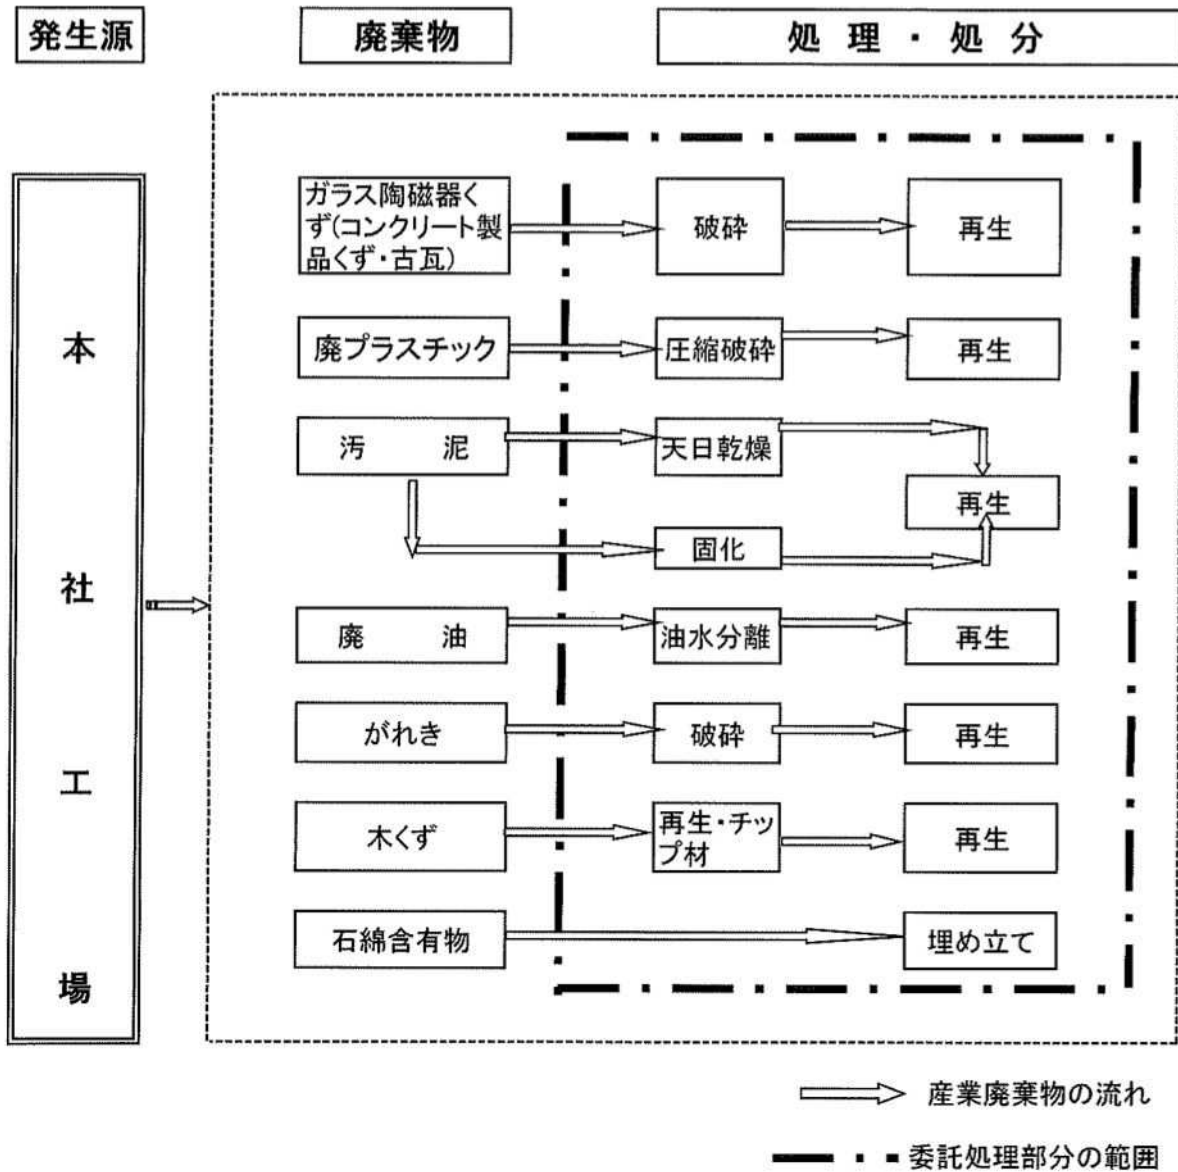 発生源
廃棄物
処理・処分
本社工場
ガラス陶磁器く
ず(コンクリート製
品くず・古瓦)
破砕
再生
廃プラスチック
圧縮破砕
再生
汚泥
天日乾燥
再生
固化
廃油
油水分離
再生
がれき
破砕
再生
木くず
再生・チッ
プ材
再生
石綿含有物
埋め立て
産業廃棄物の流れ
委託処理部分の範囲